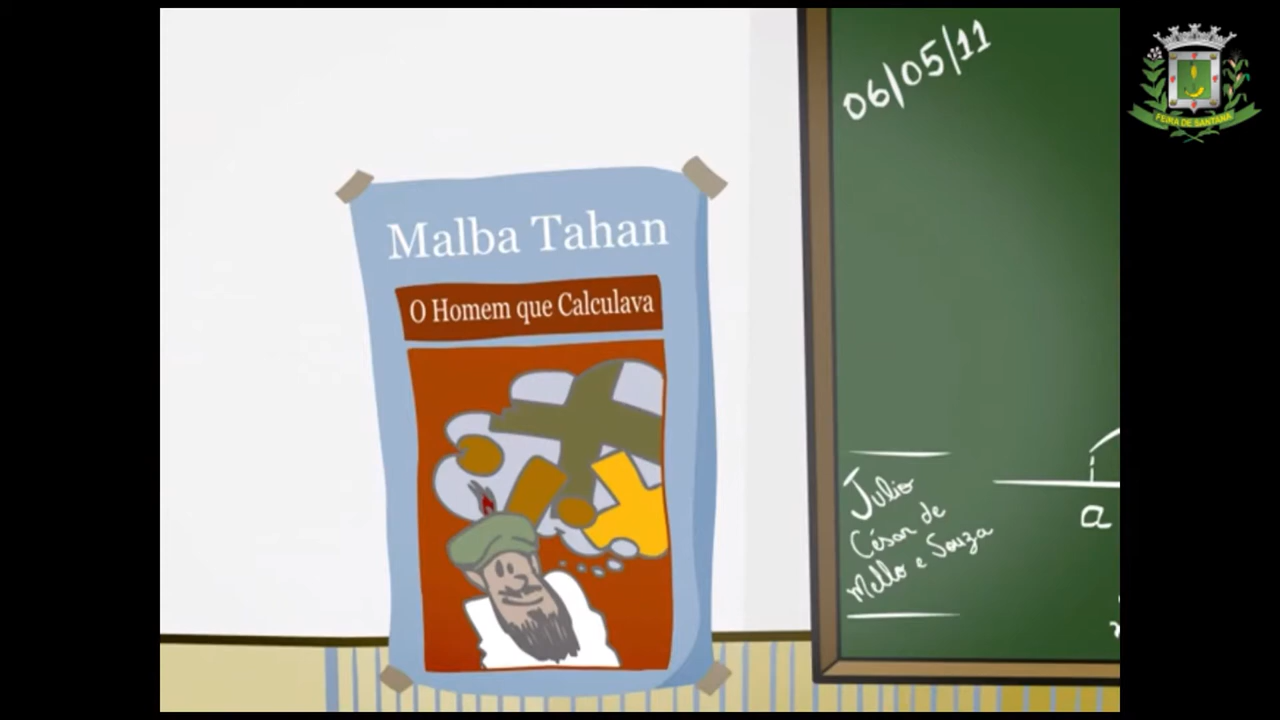 Malba Tahan
O Homem que Calculava
06/05/11
Julio
César de
Mello e Souza
a
FEIRA DE SANTANA